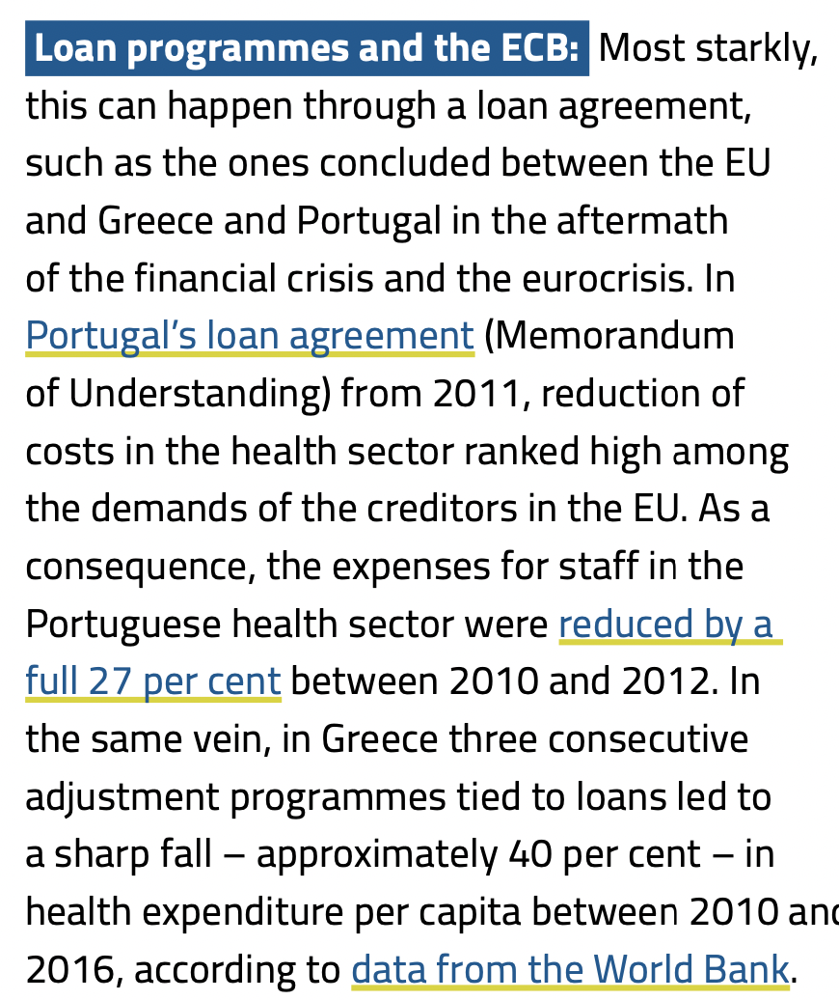 Loan programmes and the ECB: Most starkly,
this can happen through a loan agreement,
such as the ones concluded between the EU
and Greece and Portugal in the aftermath
of the financial crisis and the eurocrisis. In
Portugal’s loan agreement (Memorandum
of Understanding) from 2011, reduction of
costs in the health sector ranked high among
the demands of the creditors in the EU. As a
consequence, the expenses for staff in the
Portuguese health sector were reduced by a
full 27 per cent between 2010 and 2012. In
the same vein, in Greece three consecutive
adjustment programmes tied to loans led to
a sharp fall – approximately 40 per cent – in
health expenditure per capita between 2010 and
2016, according to data from the World Bank.